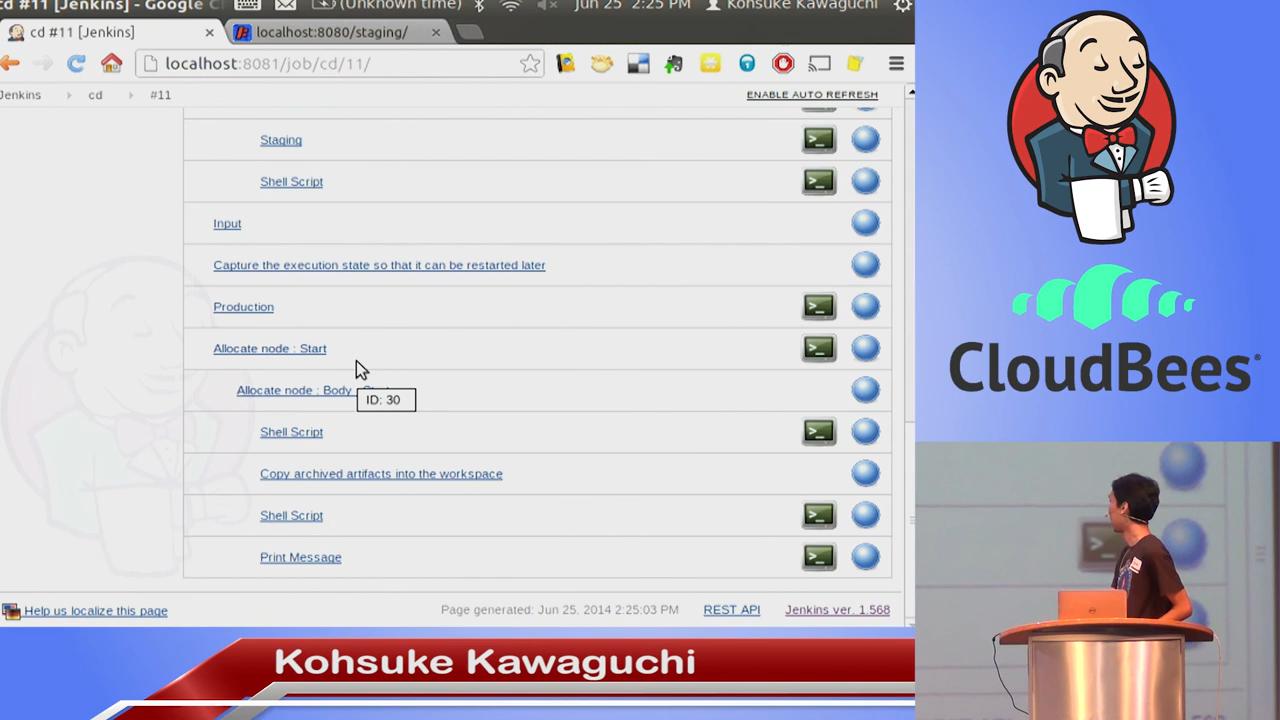 cd #11 [Jenkins] - Google C
(Unknown time)
Jun 25 2:25 PM
Kohsuke Kawaguchi
cd #11 [Jenkins]
localhost:8080/staging/
localhost:8081/job/cd/11/
Jenkins
cd
#11
ENABLE AUTO REFRESH
Staging
Shell Script
Input
Capture the execution state so that it can be restarted later
Production
Allocate node : Start
Allocate node : Body
ID: 30
Shell Script
Copy archived artifacts into the workspace
Shell Script
Print Message
Help us localize this page
Page generated: Jun 25, 2014 2:25:03 PM
REST API
Jenkins ver. 1.568
CloudBees
Kohsuke Kawaguchi